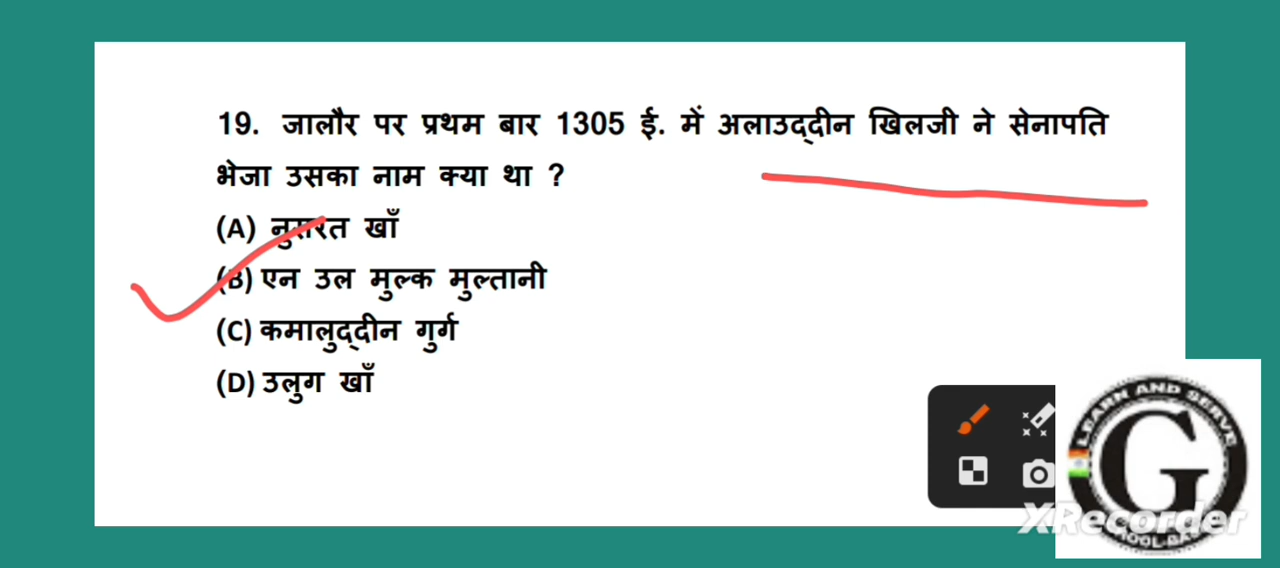 19. जालौर पर प्रथम बार 1305 ई. में अलाउद्दीन खिलजी ने सेनापति
भेजा उसका नाम क्या था ?
(A) नुसरत खाँ
(B) एन उल मुल्क मुल्तानी
(C) कमालुद्दीन गुर्ग
(D) उलुग खाँ
LEARN AND SERVE
G
XRecorder